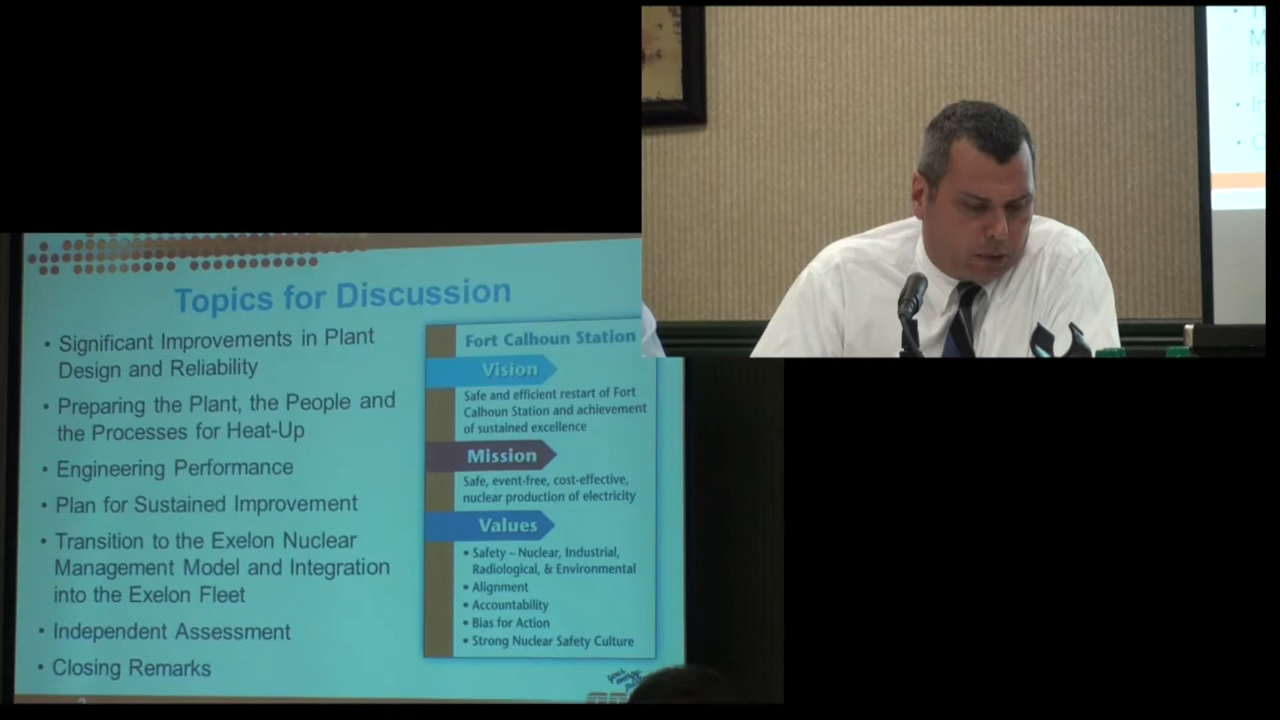 Topics for Discussion
• Significant Improvements in Plant
Design and Reliability
• Preparing the Plant, the People and
the Processes for Heat-Up
• Engineering Performance
• Plan for Sustained Improvement
• Transition to the Exelon Nuclear
Management Model and Integration
into the Exelon Fleet
• Independent Assessment
• Closing Remarks
Fort Calhoun Station
Vision
Safe and efficient restart of Fort
Calhoun Station and achievement
of sustained excellence
Mission
Safe, event-free, cost-effective,
nuclear production of electricity
Values
• Safety – Nuclear, Industrial,
Radiological, & Environmental
• Alignment
• Accountability
• Bias for Action
• Strong Nuclear Safety Culture